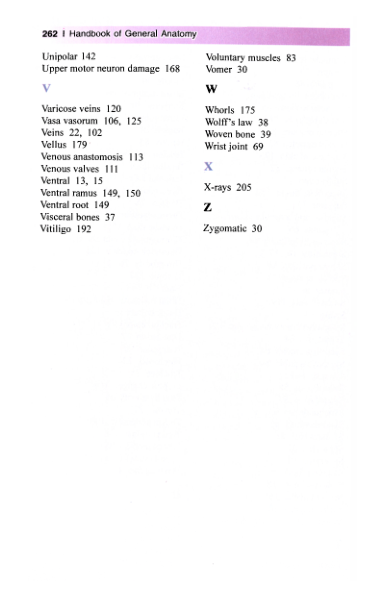 262 | Handbook of General Anatomy
Unipolar 142
Upper motor neuron damage 168
V
Varicose veins 120
Vasa vasorum 106, 125
Veins 22, 102
Vellus 179
Venous anastomosis 113
Venous valves 111
Ventral 13, 15
Ventral ramus 149, 150
Ventral root 149
Visceral bones 37
Vitiligo 192
Voluntary muscles 83
Vomer 30
W
Whorls 175
Wolff's law 38
Woven bone 39
Wrist joint 69
X
X-rays 205
Z
Zygomatic 30